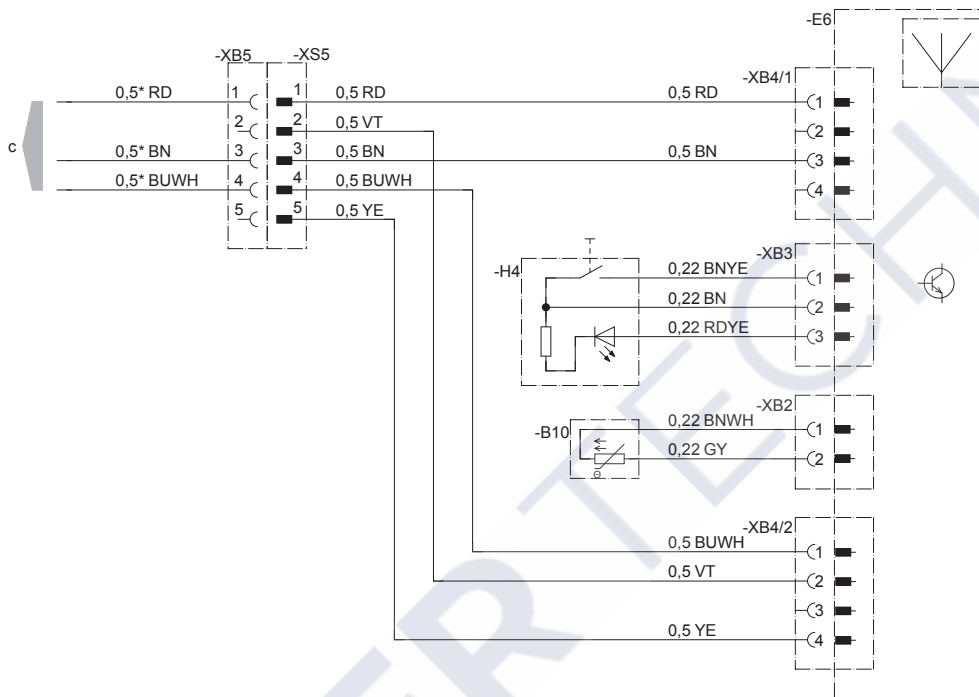 -E6
-XB5 -XS5
-XB4/1
0,5* RD 1 1 0,5 RD 0,5 RD 1
2 2 0,5 VT 2
c
0,5* BN 3 3 0,5 BN 0,5 BN 3
0,5* BUWH 4 4 0,5 BUWH 4
5 5 0,5 YE
-XB3
-H4 0,22 BNYE 1
0,22 BN 2
0,22 RDYE 3
-XB2
-B10 0,22 BNWH 1
0,22 GY 2
-XB4/2
0,5 BUWH 1
0,5 VT 2
3
0,5 YE 4
ERTECHN